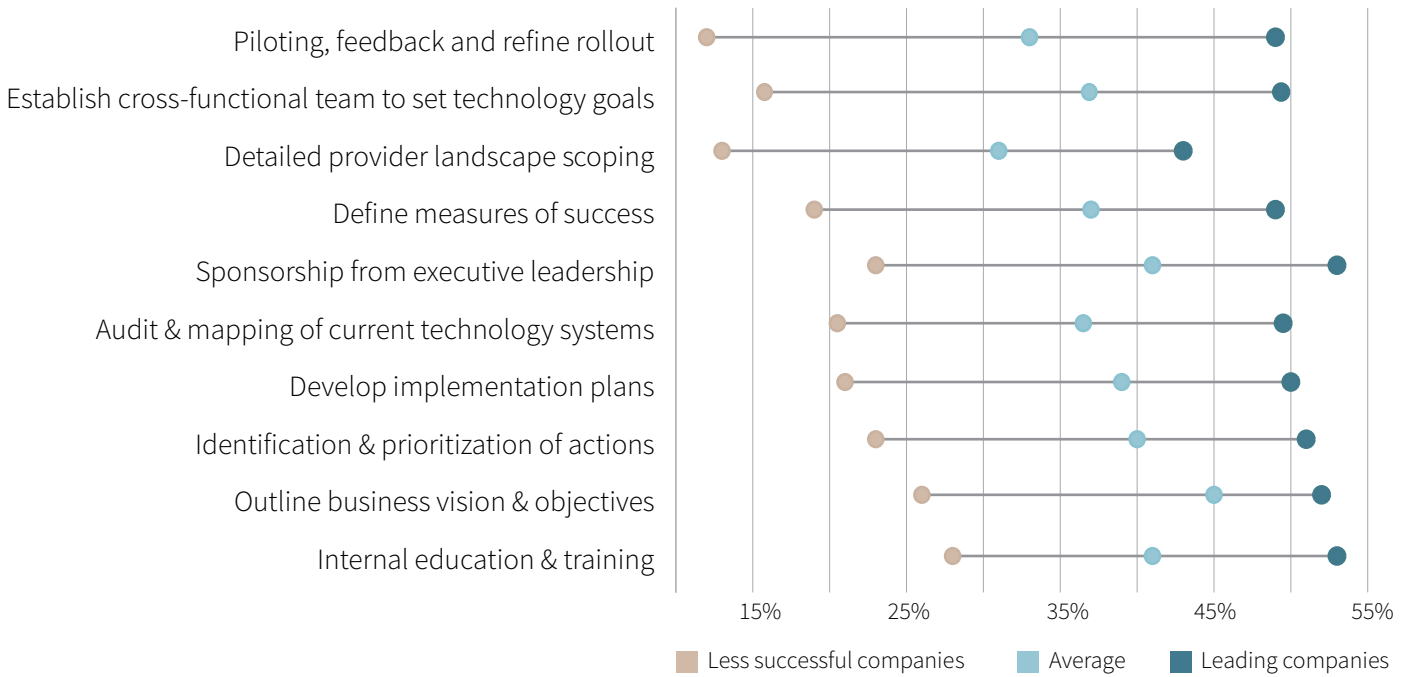 Piloting, feedback and refine rollout
Establish cross-functional team to set technology goals
Detailed provider landscape scoping
Define measures of success
Sponsorship from executive leadership
Audit & mapping of current technology systems
Develop implementation plans
Identification & prioritization of actions
Outline business vision & objectives
Internal education & training
15% 25% 35% 45% 55%
Less successful companies Average Leading companies